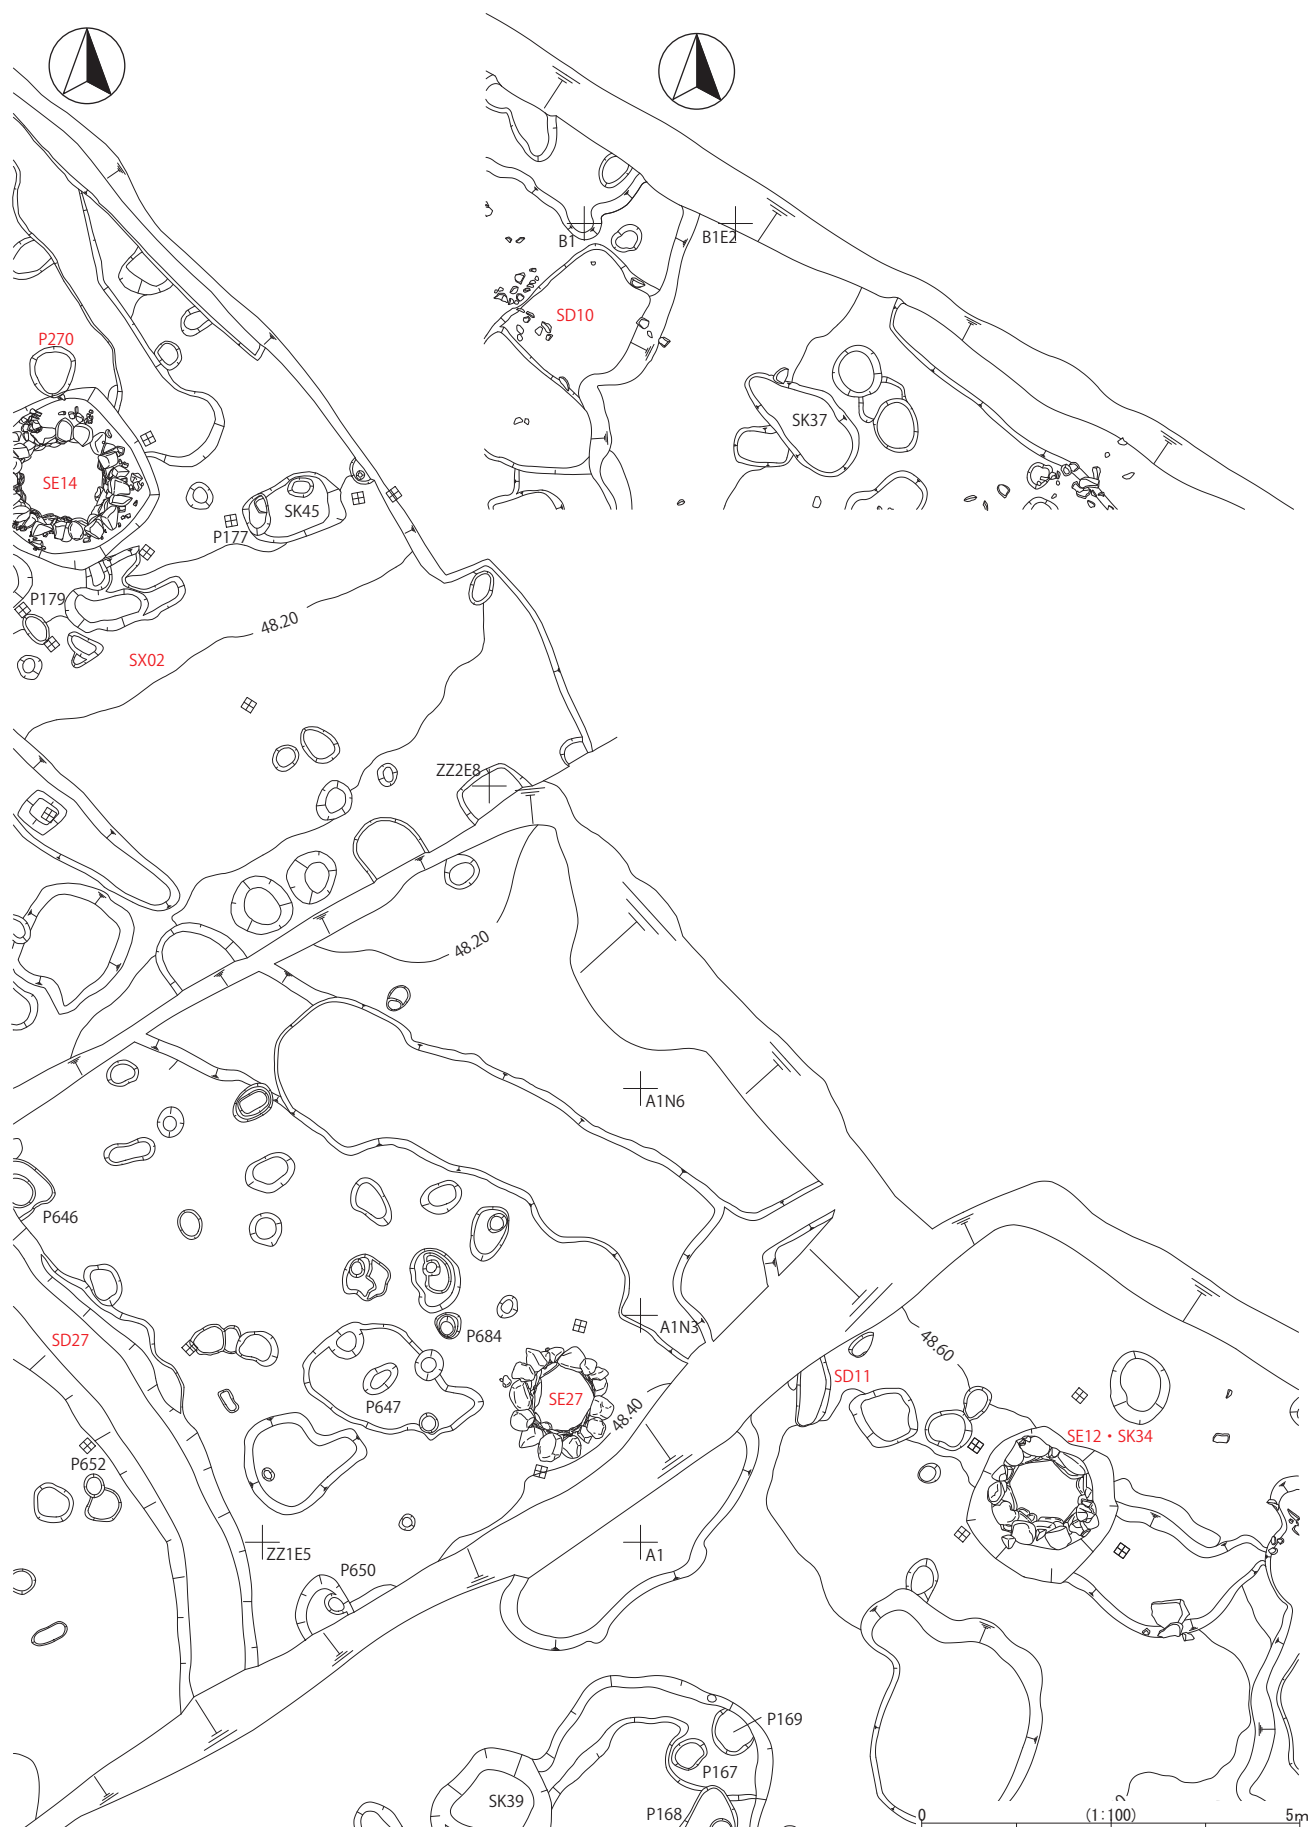 B1
B1E2
SD10
P270
SK37
SE14
SK45
P177
P179
48.20
SX02
ZZ2E8
48.20
A1N6
P646
A1N3
P684
SD27
48.60
SD11
SE27
P647
48.40
SE12・SK34
P652
ZZ1E5
A1
P650
P169
P167
SK39
P168
0 (1:100) 5m